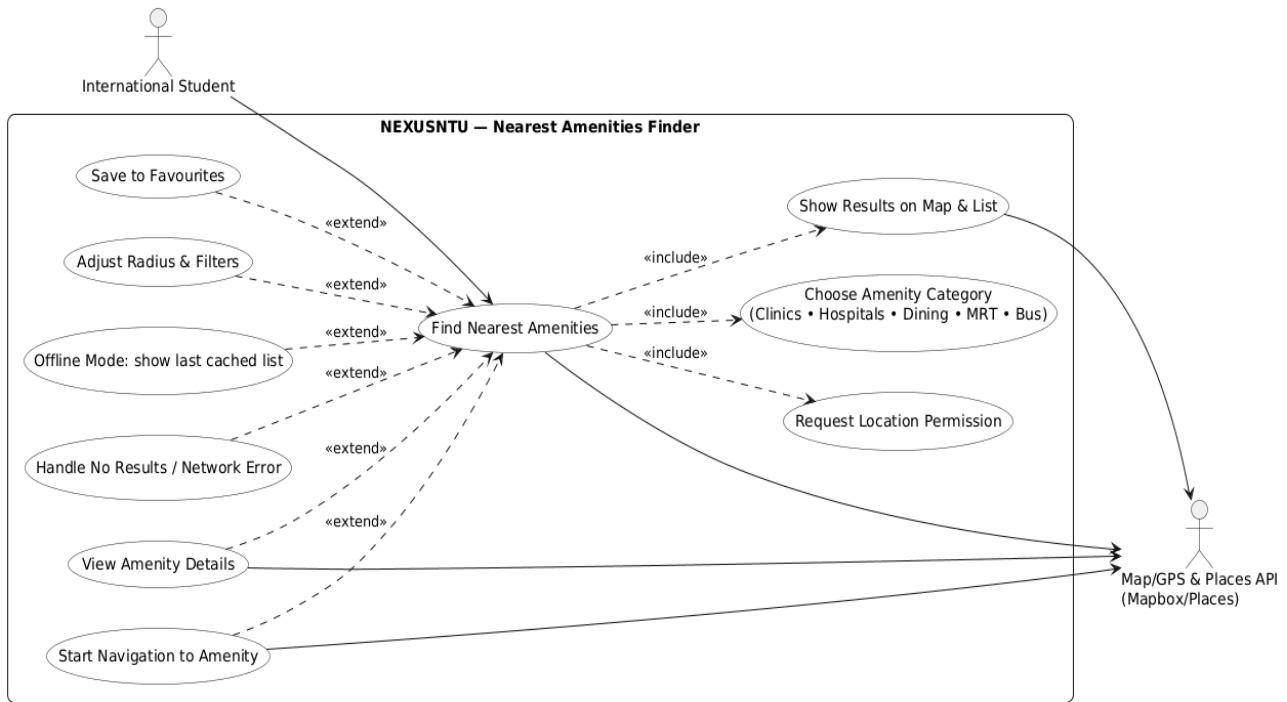 International Student
NEXUSNTU — Nearest Amenities Finder
Save to Favourites
Show Results on Map & List
«extend»
Adjust Radius & Filters
«include»
«extend»
Choose Amenity Category
(Clinics • Hospitals • Dining • MRT • Bus)
«include»
Find Nearest Amenities
«extend»
Offline Mode: show last cached list
«include»
«extend»
Request Location Permission
«extend»
Handle No Results / Network Error
«extend»
View Amenity Details
Map/GPS & Places API
(Mapbox/Places)
Start Navigation to Amenity